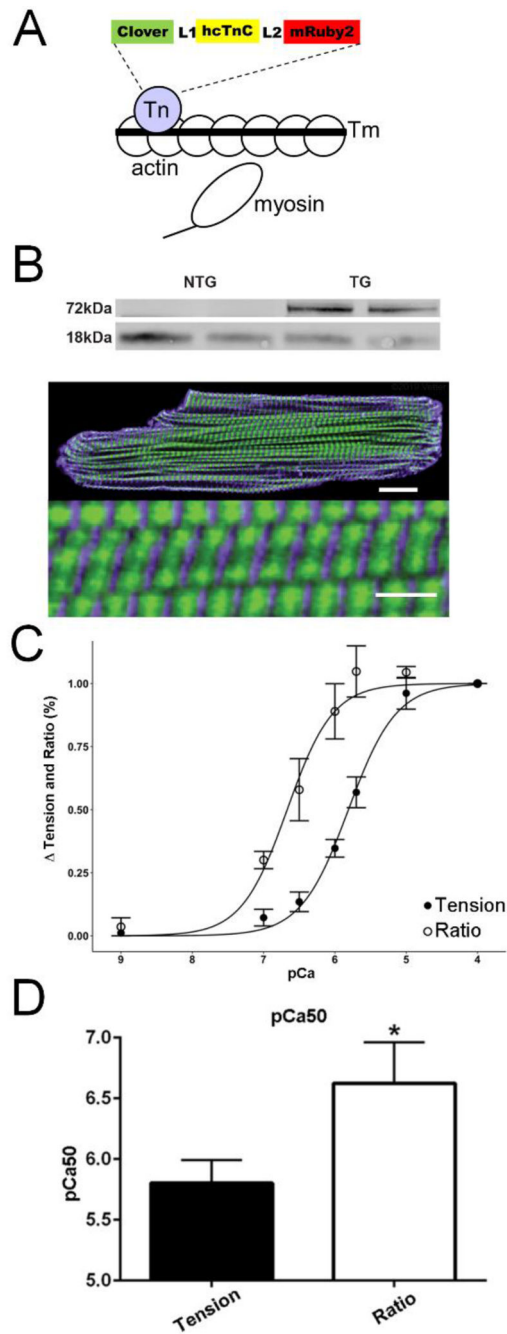 A
Clover L1 hcTnC L2 mRuby2
Tn
Tm
actin
myosin
B
NTG TG
72kDa
18kDa
C
Δ Tension and Ratio (%)
1.00
0.75
0.50
0.25
0.00
Tension
Ratio
9 8 7 6 5 4
pCa
D
pCa50
*
pCa50
7.0
6.5
6.0
5.5
5.0
Tension Ratio